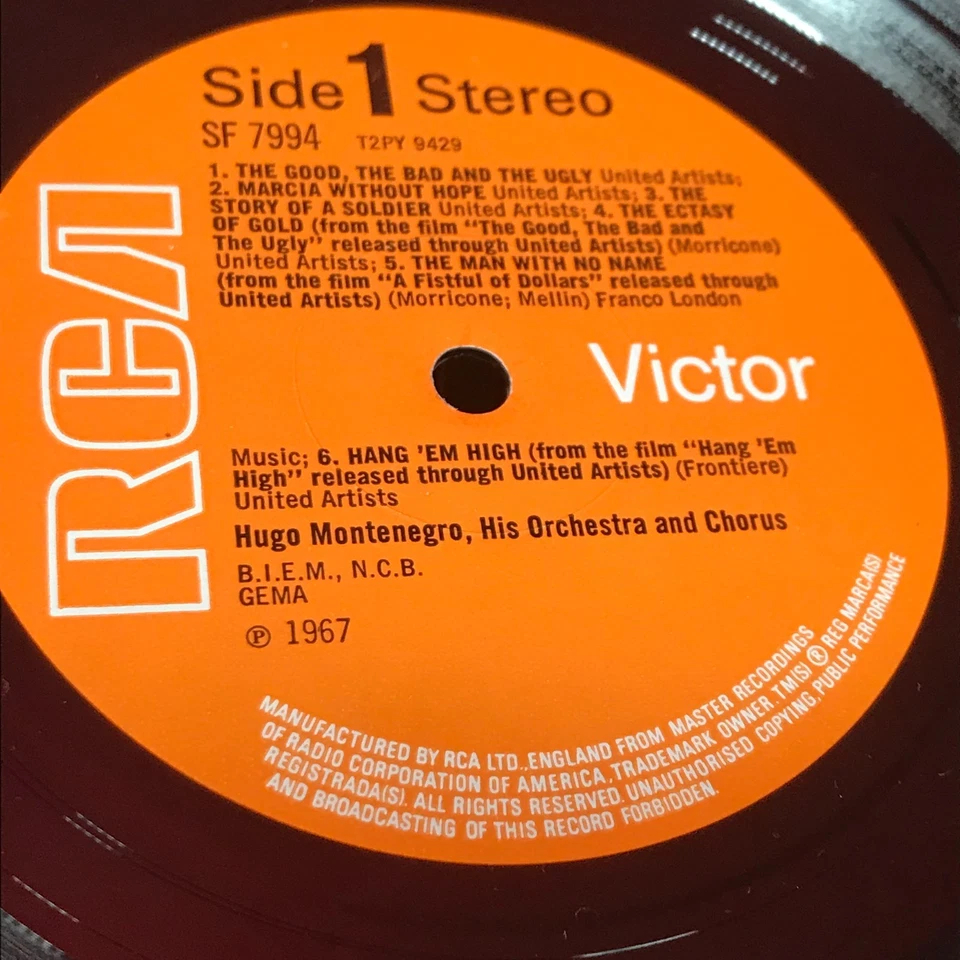 Side 1 Stereo
SF 7994 T2PY 9429
1. THE GOOD, THE BAD AND THE UGLY United Artists;
2. MARCIA WITHOUT HOPE United Artists; 3. THE
STORY OF A SOLDIER United Artists; 4. THE ECTASY
OF GOLD (from the film "The Good, The Bad and
The Ugly" released through United Artists) (Morricone)
United Artists; 5. THE MAN WITH NO NAME
(from the film "A Fistful of Dollars" released through
United Artists) (Morricone; Mellin) Franco London
RCA
Victor
Music; 6. HANG 'EM HIGH (from the film "Hang 'Em
High" released through United Artists) (Frontiere)
United Artists
Hugo Montenegro, His Orchestra and Chorus
B.I.E.M., N.C.B.
GEMA
℗ 1967
MANUFACTURED BY RCA LTD., ENGLAND FROM MASTER RECORDINGS
OF RADIO CORPORATION OF AMERICA. TRADEMARK OWNER. TM(S) ® REG MARCA(S)
REGISTRADA(S). ALL RIGHTS RESERVED. UNAUTHORISED COPYING, PUBLIC PERFORMANCE
AND BROADCASTING OF THIS RECORD FORBIDDEN.